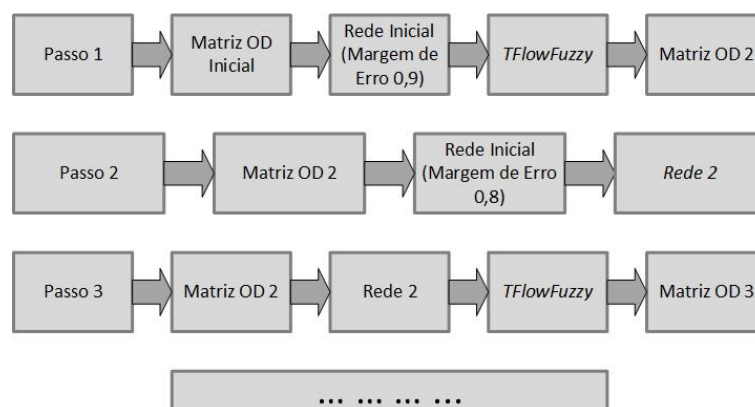 Passo 1
Matriz OD
Inicial
Rede Inicial
(Margem de
Erro 0,9)
TFlowFuzzy
Matriz OD 2
Passo 2
Matriz OD 2
Rede Inicial
(Margem de Erro
0,8)
Rede 2
Passo 3
Matriz OD 2
Rede 2
TFlowFuzzy
Matriz OD 3
... ... ... ...